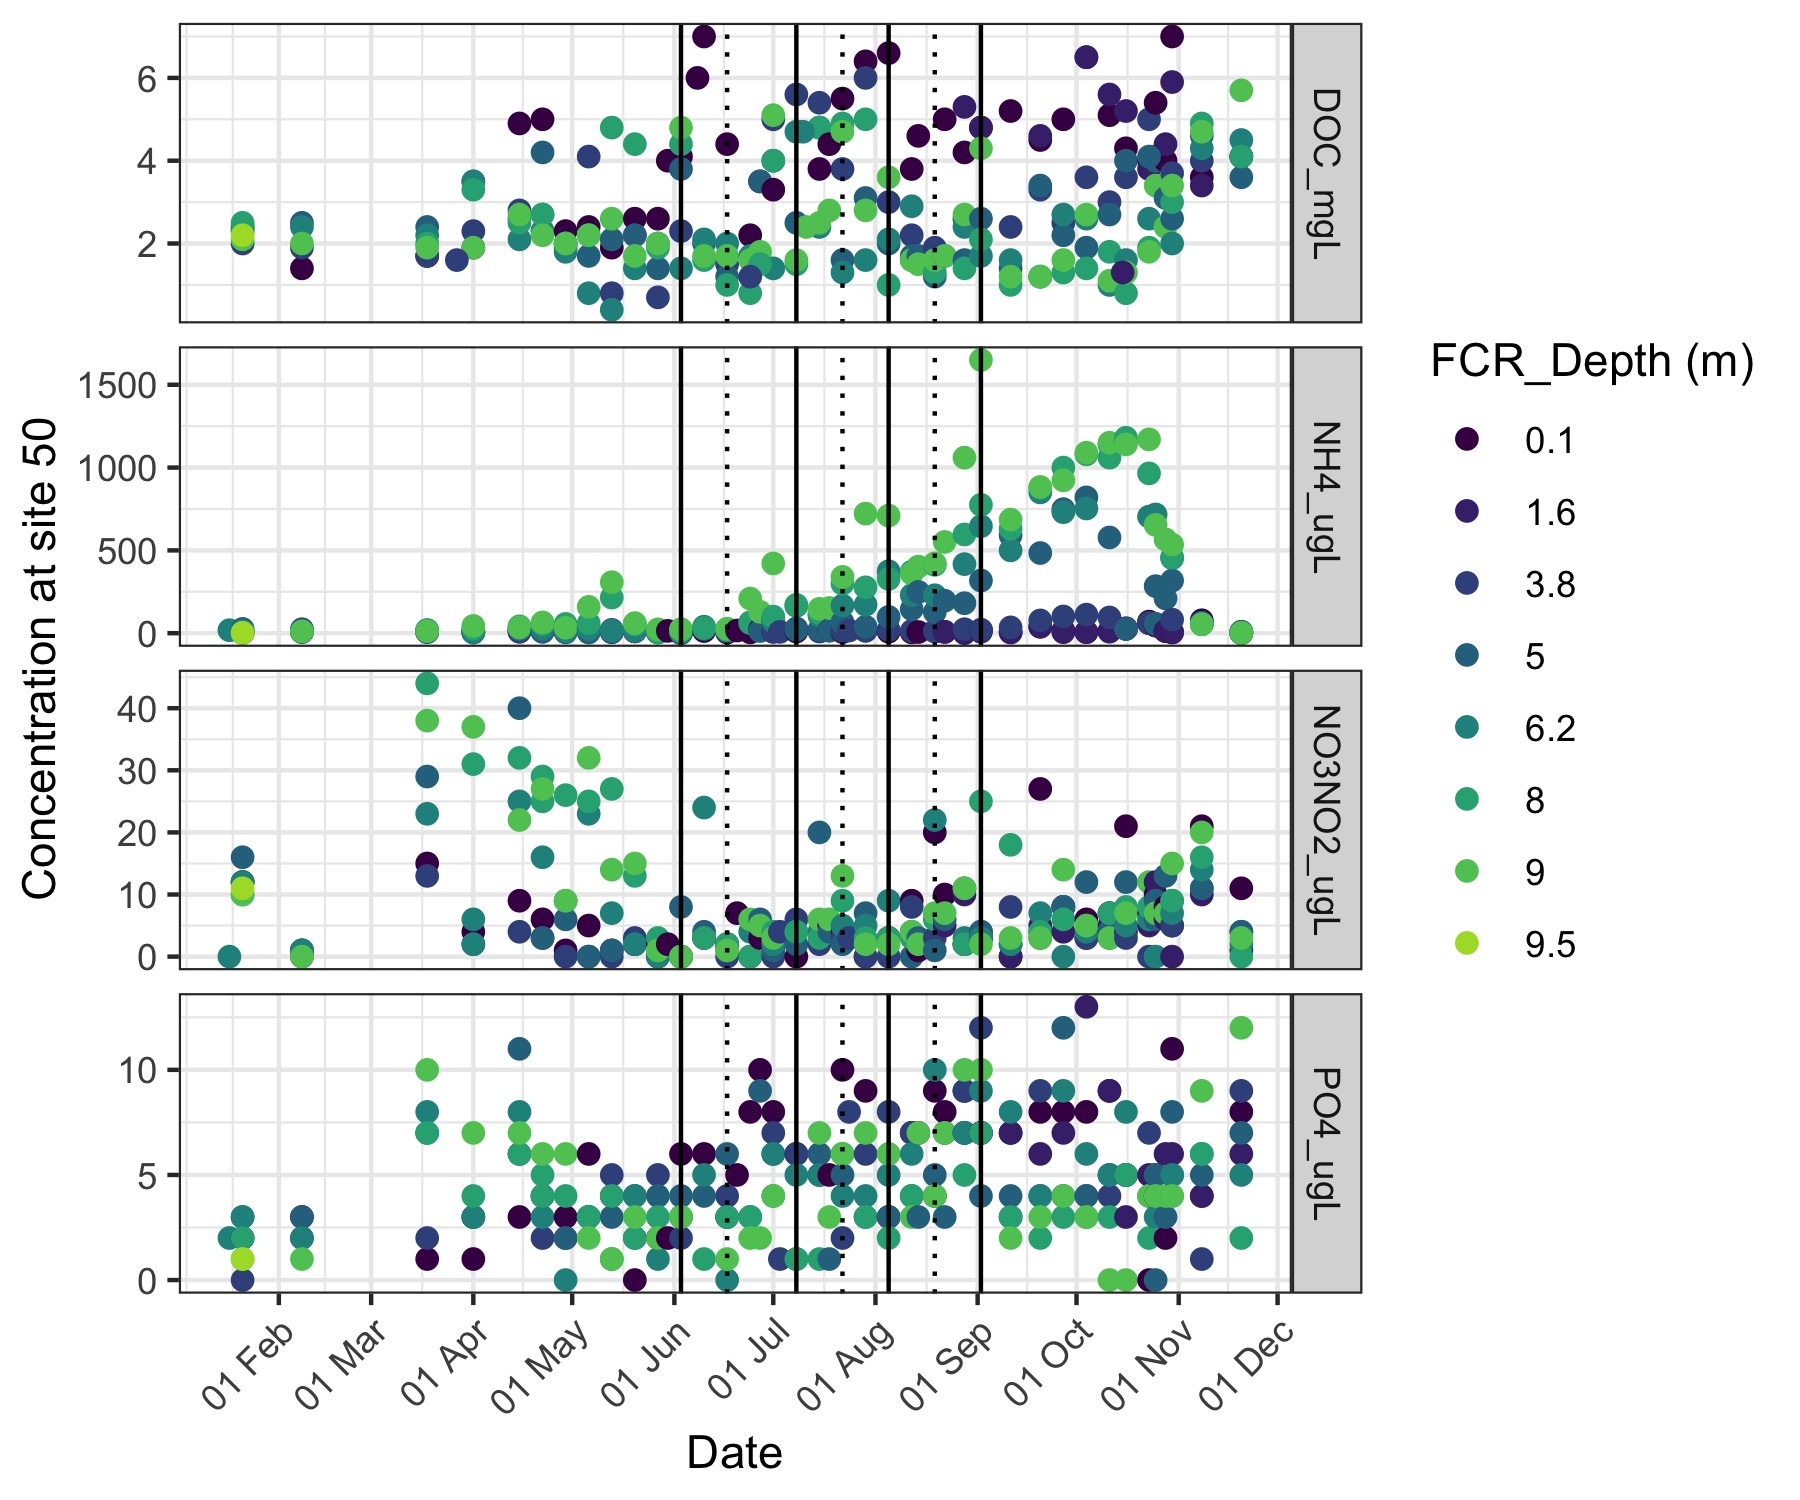 Concentration at site 50
6
4
2
DOC_mgL
1500
1000
500
0
NH4_ugL
40
30
20
10
0
NO3NO2_ugL
10
5
0
PO4_ugL
01 Feb
01 Mar
01 Apr
01 May
01 Jun
01 Jul
01 Aug
01 Sep
01 Oct
01 Nov
01 Dec
Date
FCR_Depth (m)
0.1
1.6
3.8
5
6.2
8
9
9.5